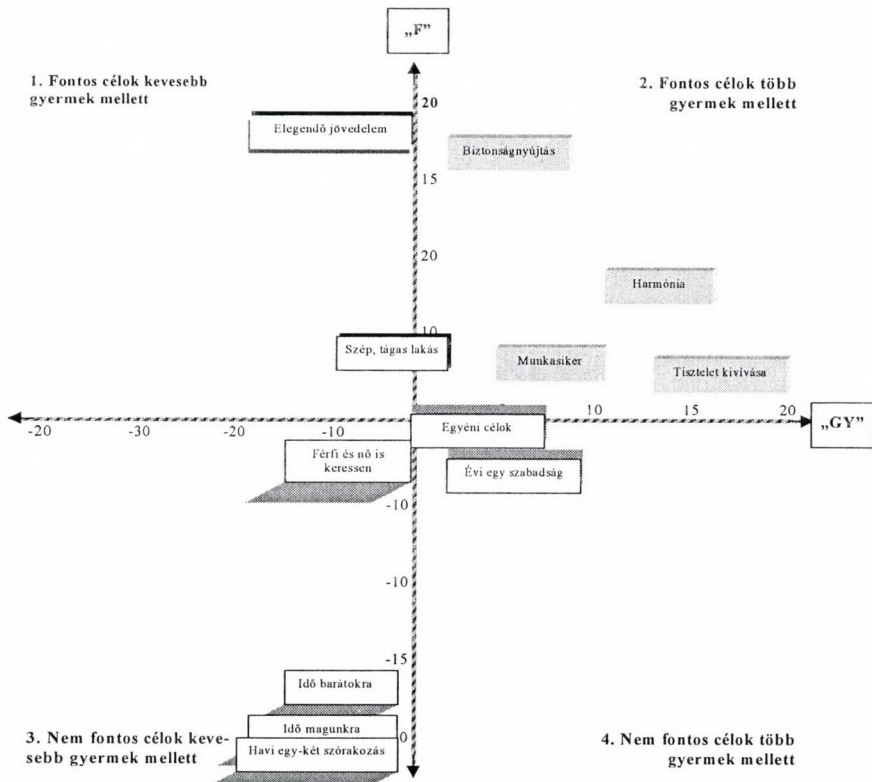 „F”
1. Fontos célok kevesebb
gyermek mellett
2. Fontos célok több
gyermek mellett
20
Elegendő jövedelem
Biztonságnyújtás
15
20
Harmónia
10
Szép, tágas lakás
Munkasiker
Tisztelet kivívása
-20
-30
-20
-10
Egyéni célok
10
15
20
„GY”
Férfi és nő is
keressen
Évi egy szabadság
-10
-10
-15
Idő barátokra
Idő magunkra
0
Havi egy-két szórakozás
3. Nem fontos célok keve-
sebb gyermek mellett
4. Nem fontos célok több
gyermek mellett